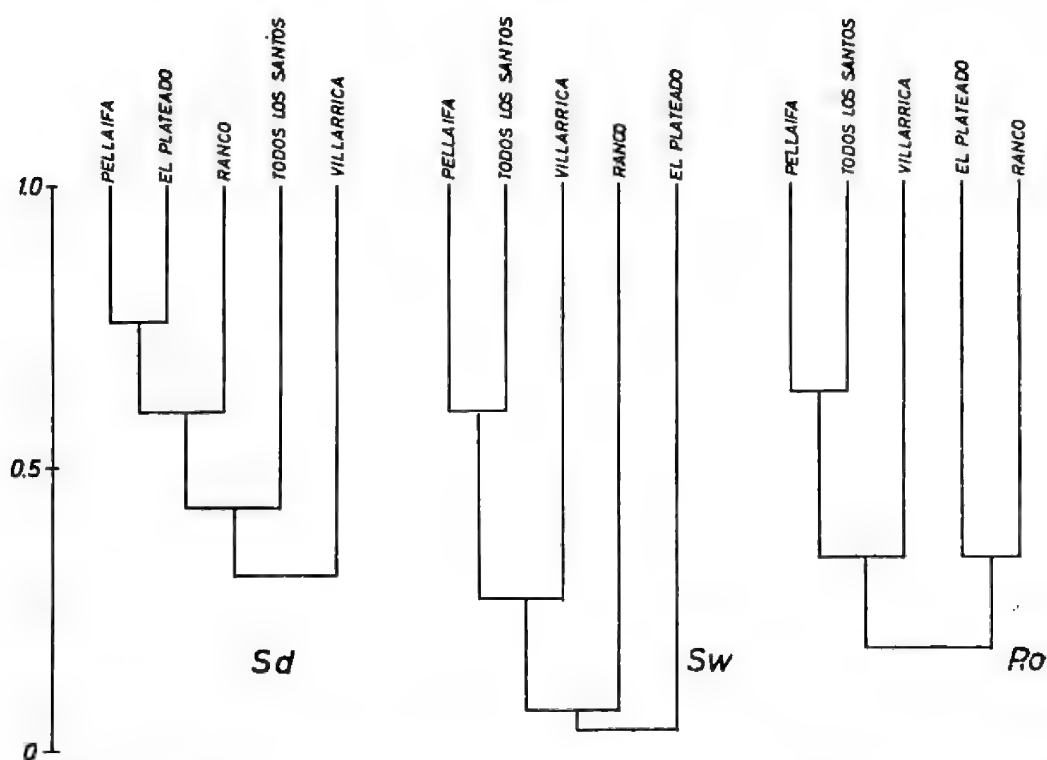 PELLAIFA
EL PLATEADO
RANCO
TODOS LOS SANTOS
VILLARRICA
PELLAIFA
TODOS LOS SANTOS
VILLARRICA
RANCO
EL PLATEADO
PELLAIFA
TODOS LOS SANTOS
VILLARRICA
EL PLATEADO
RANCO
1.0
0.5
0
Sd
Sw
Ro